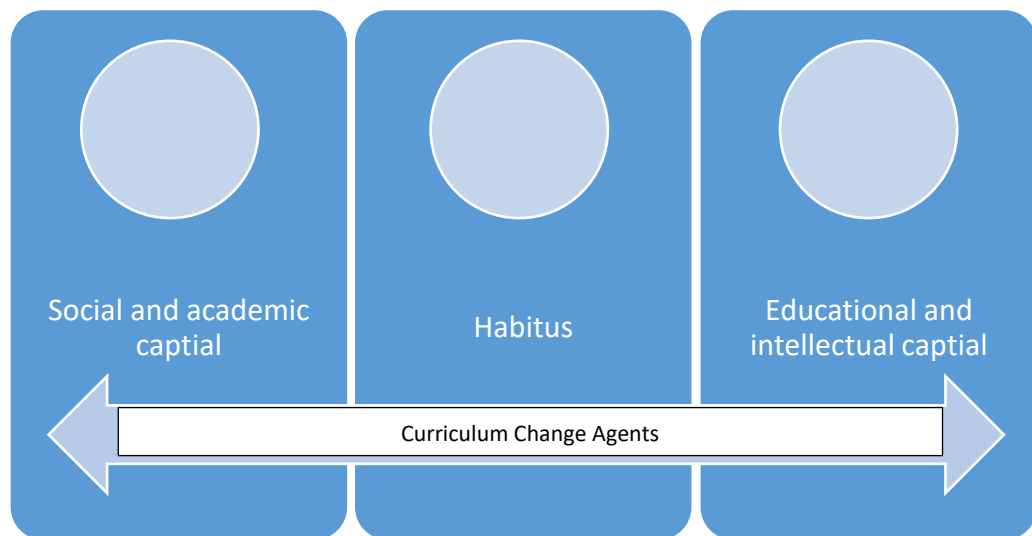 Social and academic
captial
Habitus
Educational and
intellectual captial
Curriculum Change Agents